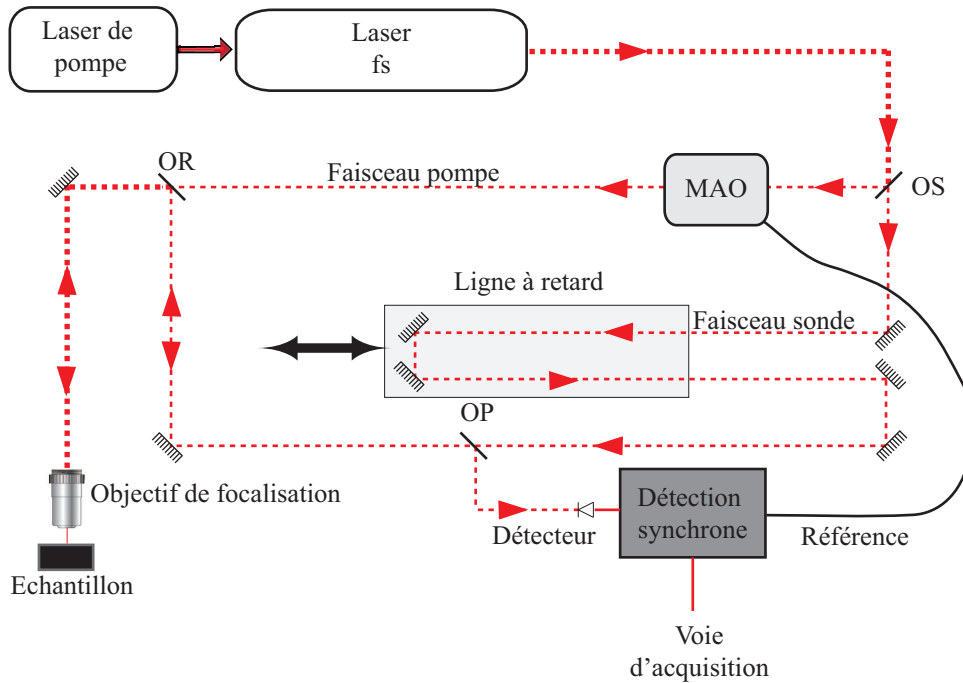 Laser de
pompe
Laser
fs
OR
Faisceau pompe
MAO
OS
Ligne à retard
Faisceau sonde
OP
Objectif de focalisation
Echantillon
Détecteur
Détection
synchrone
Référence
Voie
d’acquisition